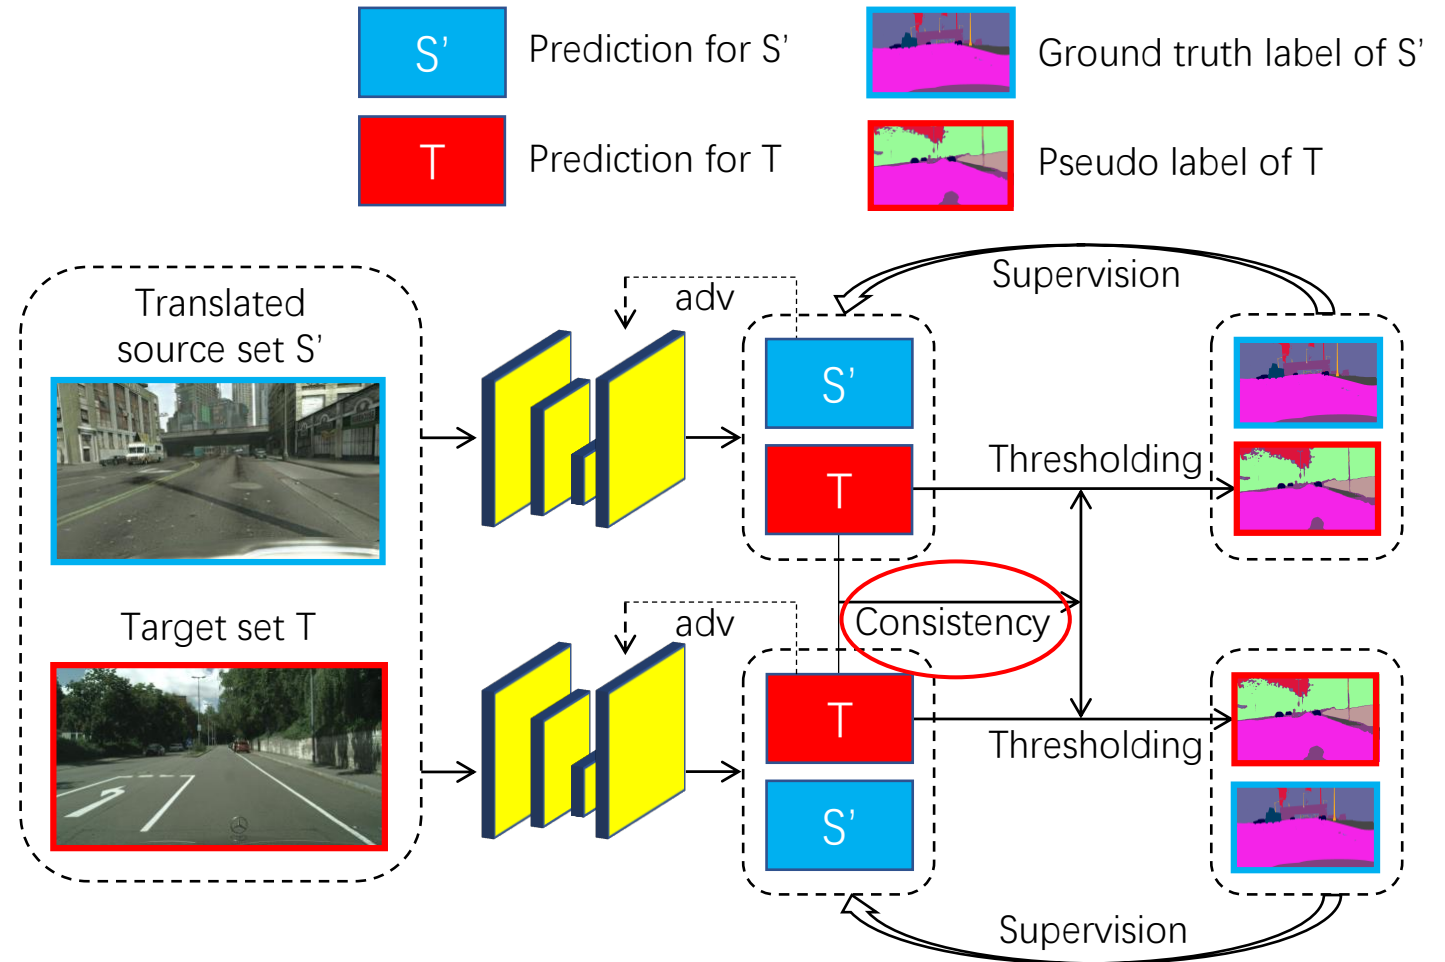 S’
Prediction for S’
Ground truth label of S’
T
Prediction for T
Pseudo label of T
Translated
source set S’
adv
Supervision
S’
T
Thresholding
Target set T
adv
Consistency
T
Thresholding
S’
Supervision